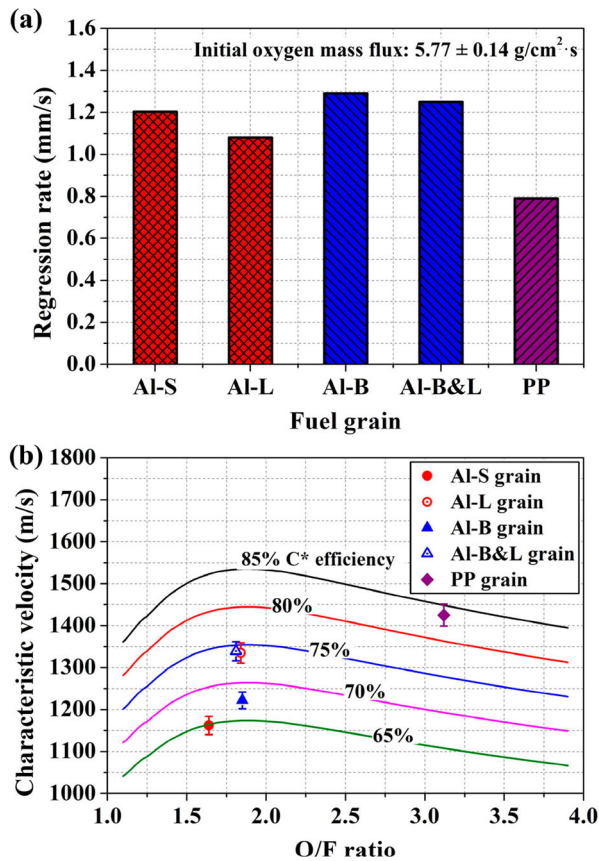 (a)
Initial oxygen mass flux: 5.77 ± 0.14 g/cm²·s
1.6
1.4
1.2
1.0
0.8
0.6
0.4
0.2
0.0
Regression rate (mm/s)
Al-S Al-L Al-B Al-B&L PP
Fuel grain
(b)
1800
1700
1600
1500
1400
1300
1200
1100
1000
Characteristic velocity (m/s)
Al-S grain
Al-L grain
Al-B grain
Al-B&L grain
PP grain
85% C* efficiency
80%
75%
70%
65%
1.0 1.5 2.0 2.5 3.0 3.5 4.0
O/F ratio